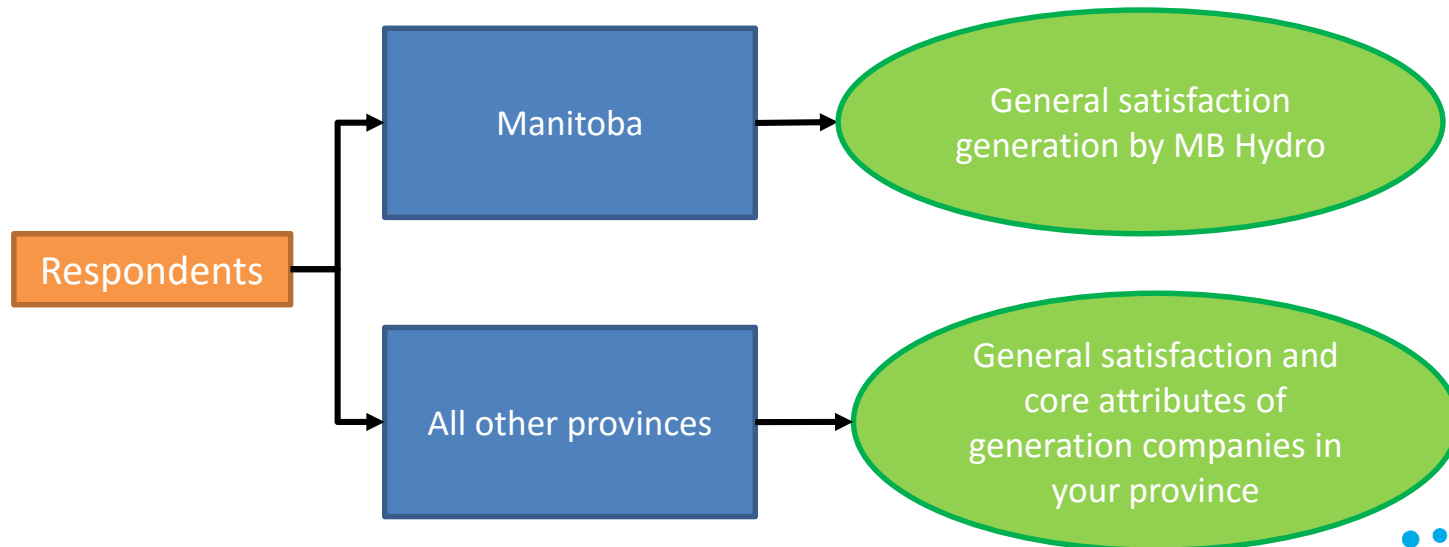 Respondents
Manitoba
General satisfaction
generation by MB Hydro
All other provinces
General satisfaction and
core attributes of
generation companies in
your province